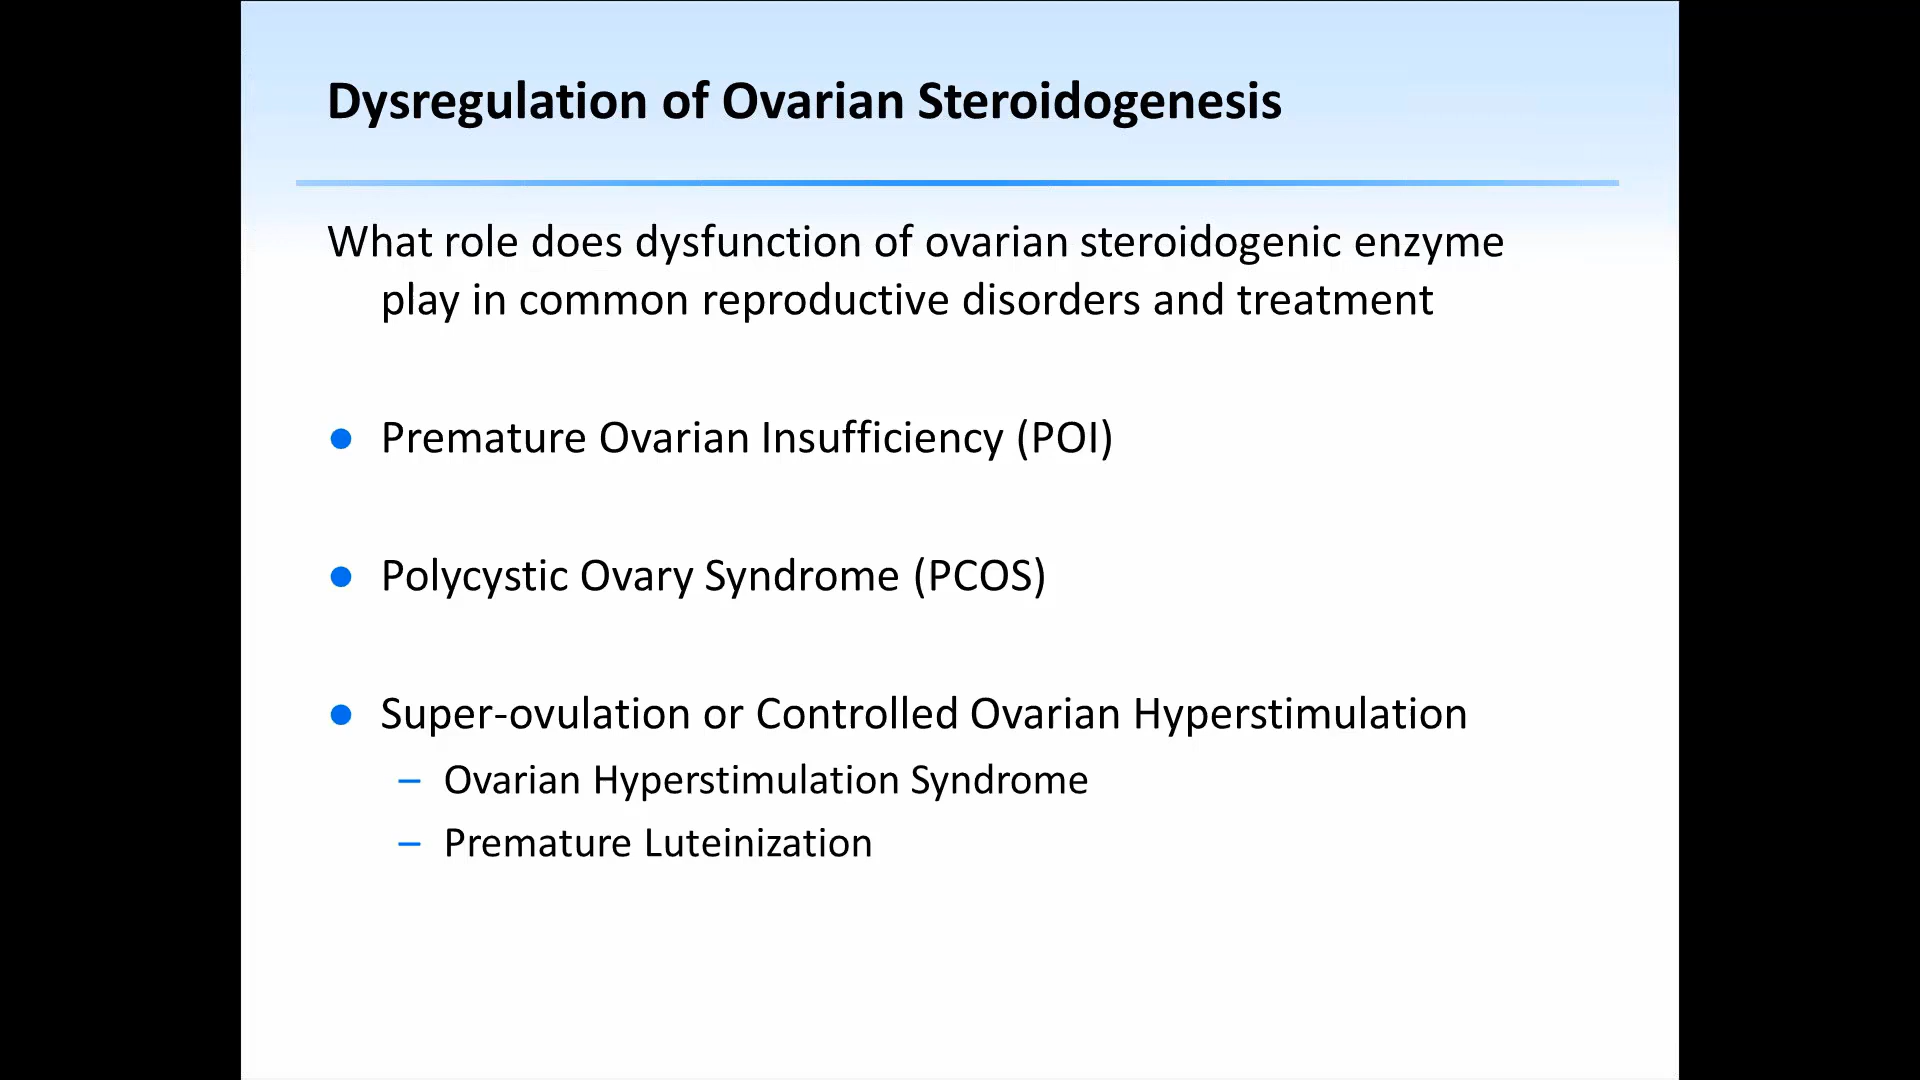 Dysregulation of Ovarian Steroidogenesis
What role does dysfunction of ovarian steroidogenic enzyme
play in common reproductive disorders and treatment
● Premature Ovarian Insufficiency (POI)
● Polycystic Ovary Syndrome (PCOS)
● Super-ovulation or Controlled Ovarian Hyperstimulation
– Ovarian Hyperstimulation Syndrome
– Premature Luteinization